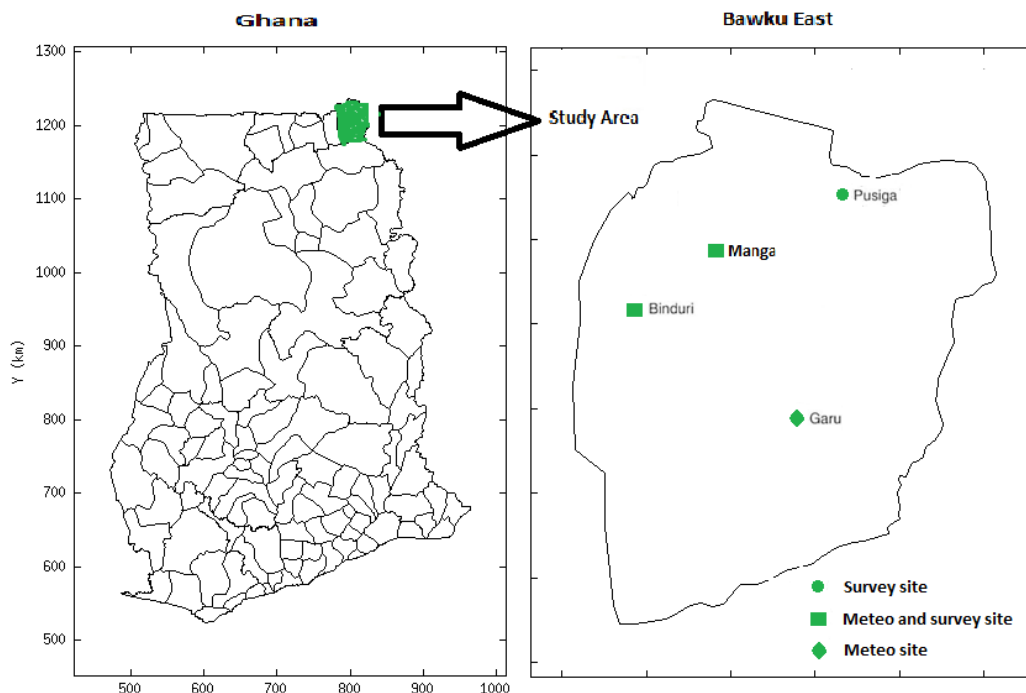 Ghana
Bawku East
1300
1200
1100
1000
900
800
700
600
500
Y (km)
500
600
700
800
900
1000
Study Area
Pusiga
Manga
Binduri
Garu
Survey site
Meteo and survey site
Meteo site